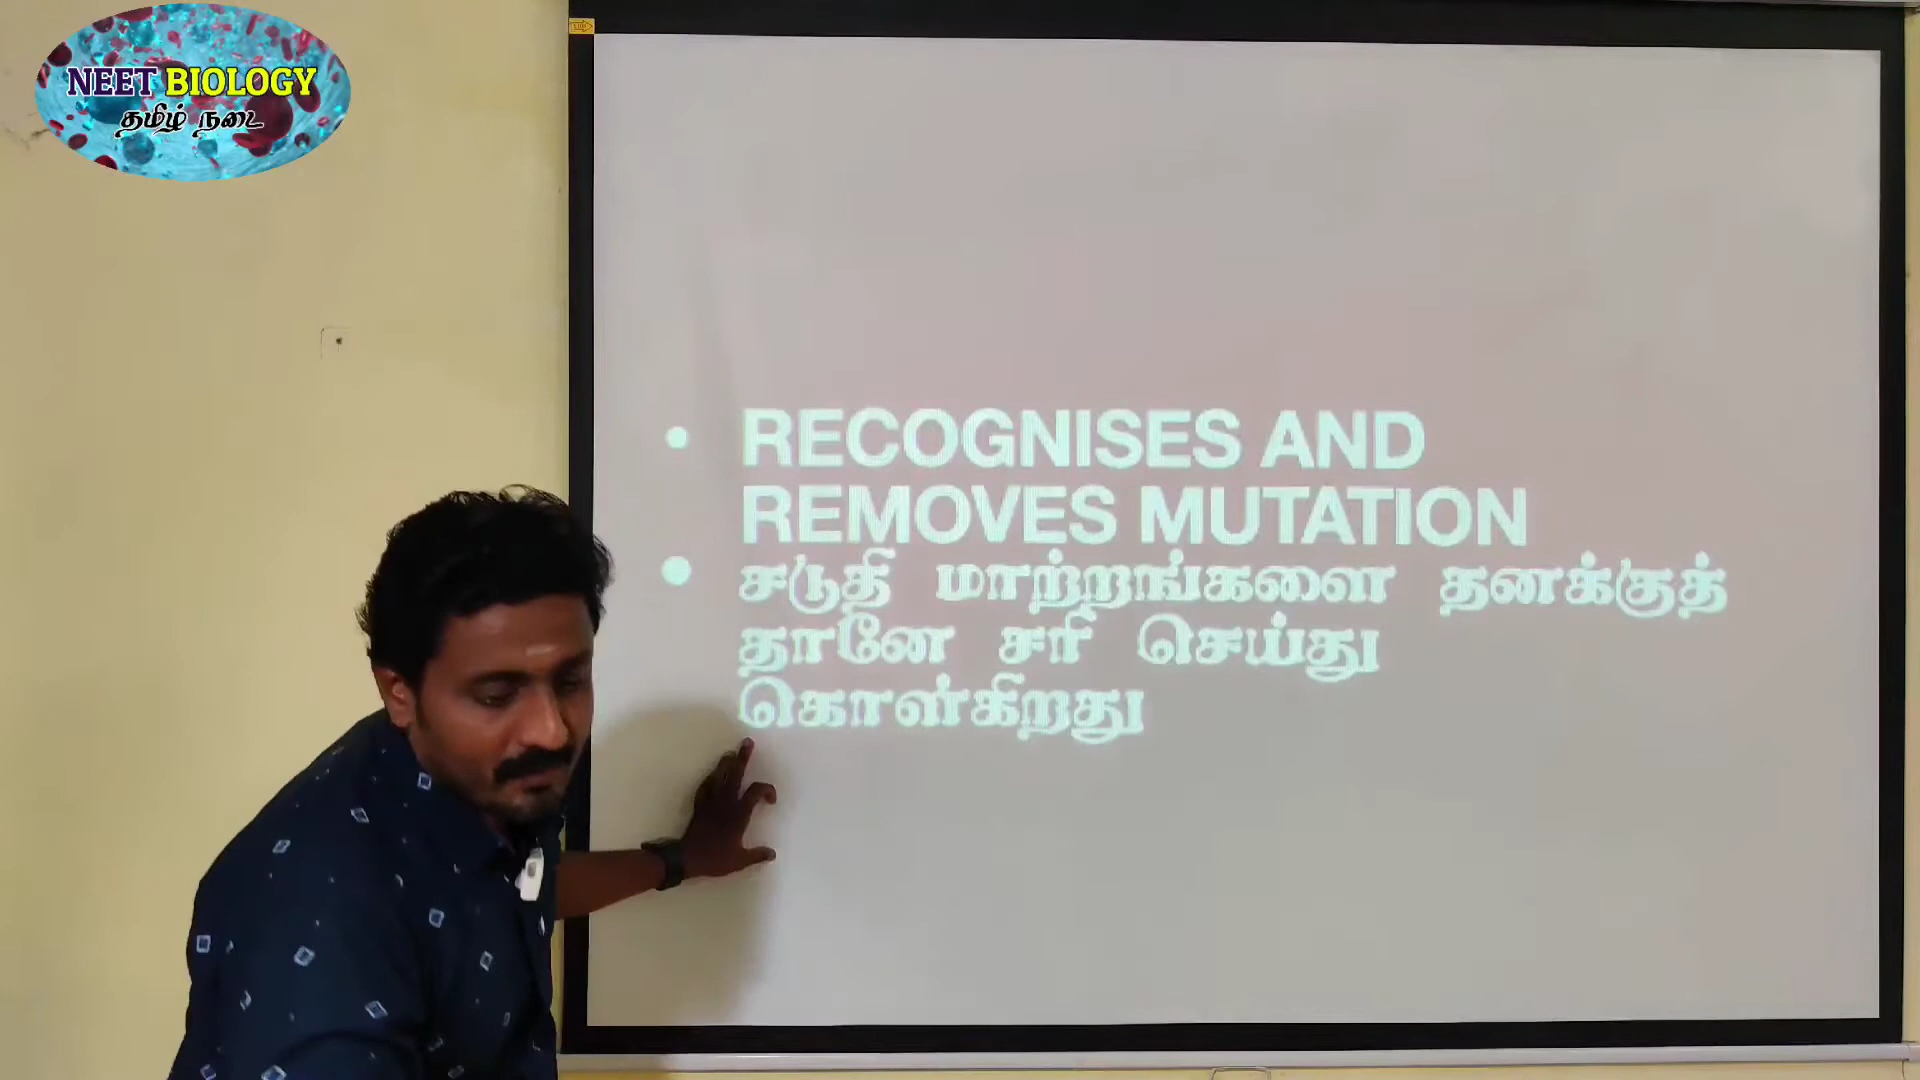 NEET BIOLOGY
தமிழ் நடை
RECOGNISES AND
REMOVES MUTATION
சடுதி மாற்றங்களை தனக்குத்
தானே சரி செய்து
கொள்கிறது